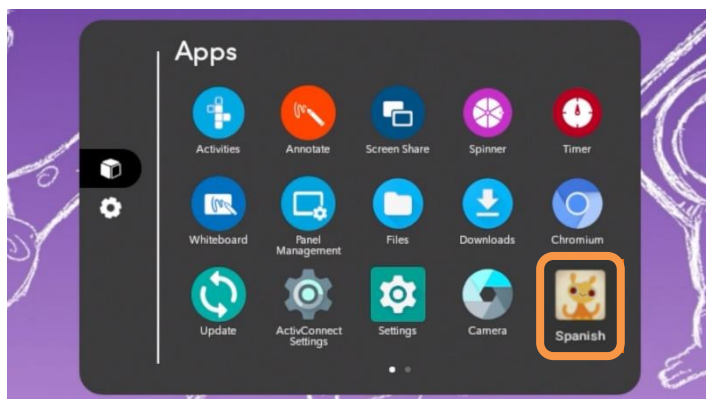 Apps
Activities
Annotate
Screen Share
Spinner
Timer
Whiteboard
Panel
Management
Files
Downloads
Chromium
Update
ActivConnect
Settings
Settings
Camera
Spanish